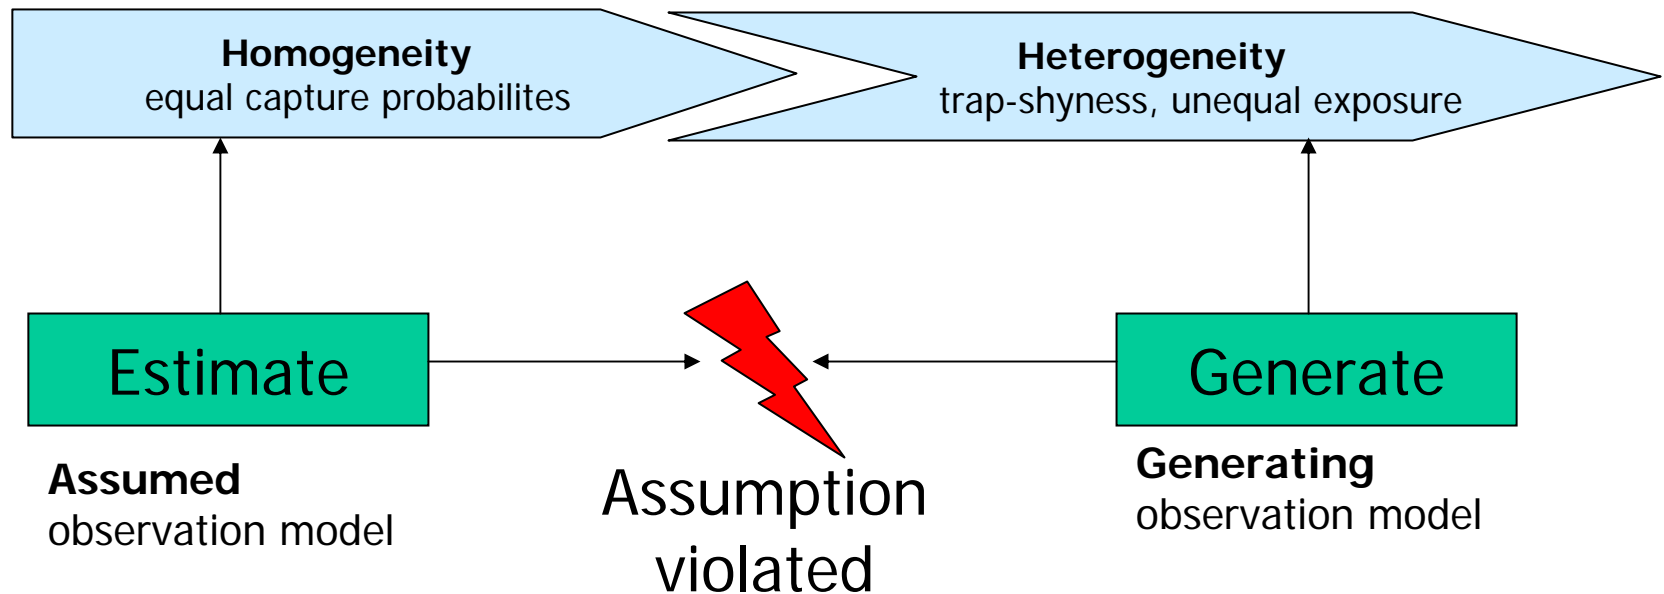 Homogeneity
equal capture probabilites
Heterogeneity
trap-shyness, unequal exposure
Estimate
Generate
Assumed
observation model
Assumption
violated
Generating
observation model